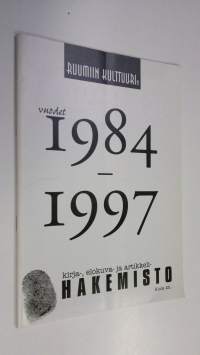 RUUMIIN KULTTUURI:
vuodet
1984
–
1997
kirja-, elokuva- ja artikkeli-
HAKEMISTO